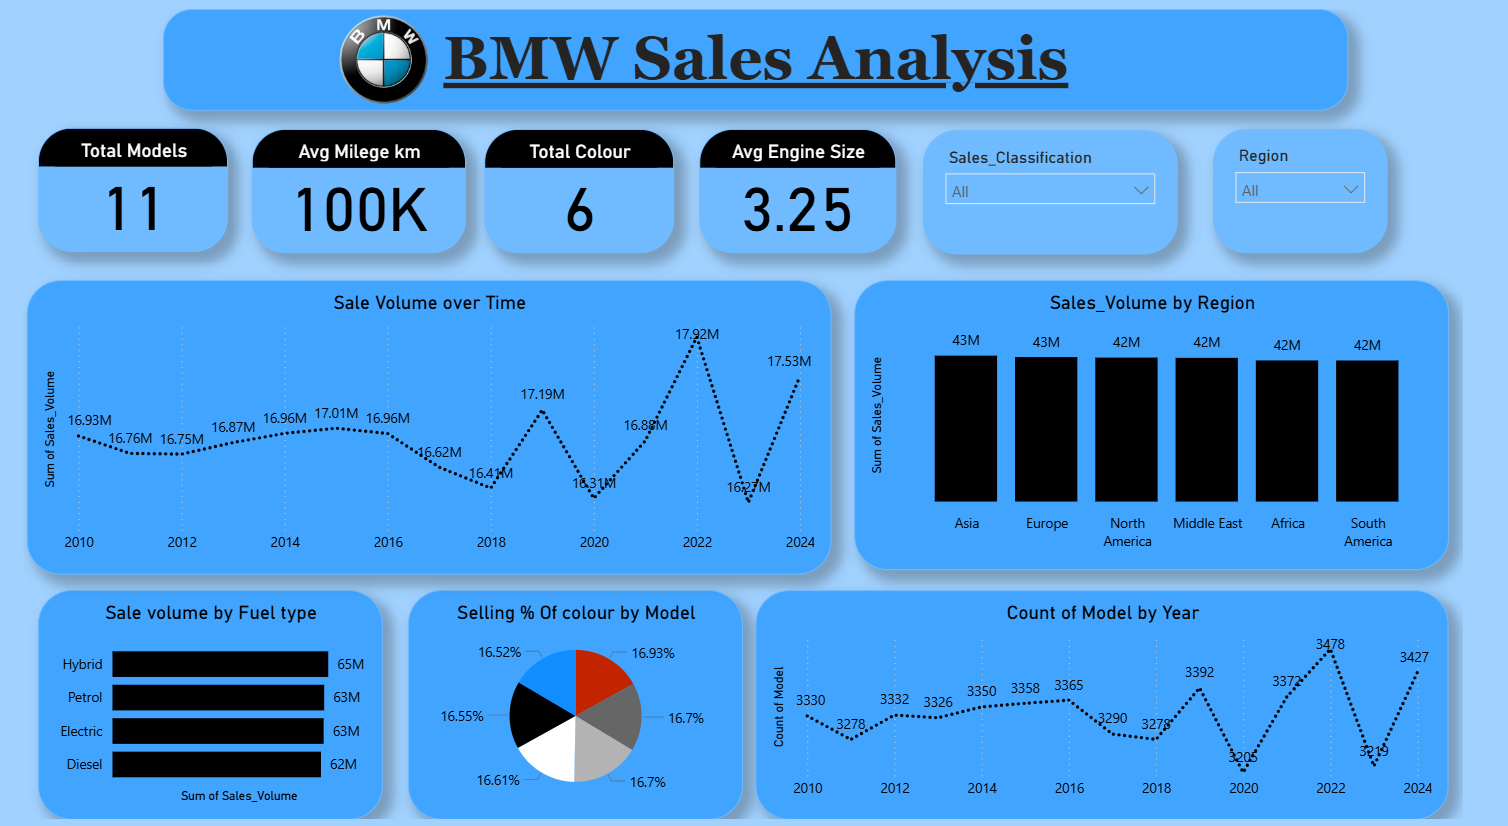 BMW
BMW Sales Analysis
Total Models
11
Avg Milege km
100K
Total Colour
6
Avg Engine Size
3.25
Sales_Classification
All
Region
All
Sale Volume over Time
Sum of Sales_Volume
16.93M
16.76M
16.75M
16.87M
16.96M
17.01M
16.96M
16.62M
16.41M
17.19M
16.31M
16.88M
17.92M
16.27M
17.53M
2010 2012 2014 2016 2018 2020 2022 2024
Sales_Volume by Region
Sum of Sales_Volume
43M 43M 42M 42M 42M 42M
Asia
Europe
North
America
Middle East
Africa
South
America
Sale volume by Fuel type
Hybrid 65M
Petrol 63M
Electric 63M
Diesel 62M
Sum of Sales_Volume
Selling % Of colour by Model
16.52%
16.93%
16.55%
16.7%
16.61%
16.7%
Count of Model by Year
Count of Model
3330
3278
3332
3326
3350
3358
3365
3290
3278
3392
3205
3372
3478
3219
3427
2010 2012 2014 2016 2018 2020 2022 2024